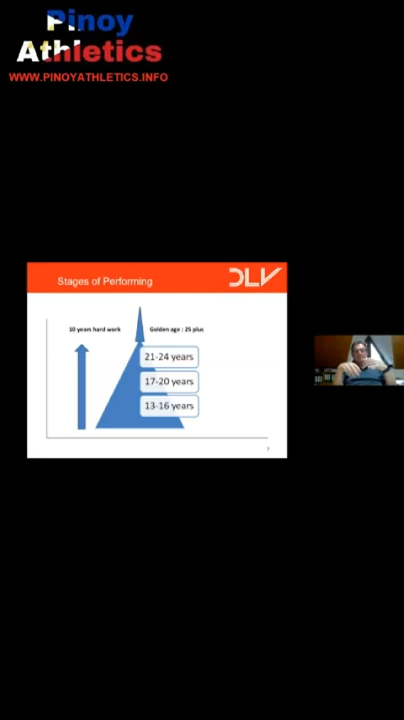 Pinoy
Athletics
WWW.PINOYATHLETICS.INFO
Stages of Performing
DLV
10 years hard work
Golden age : 25 plus
21-24 years
17-20 years
13-16 years
7